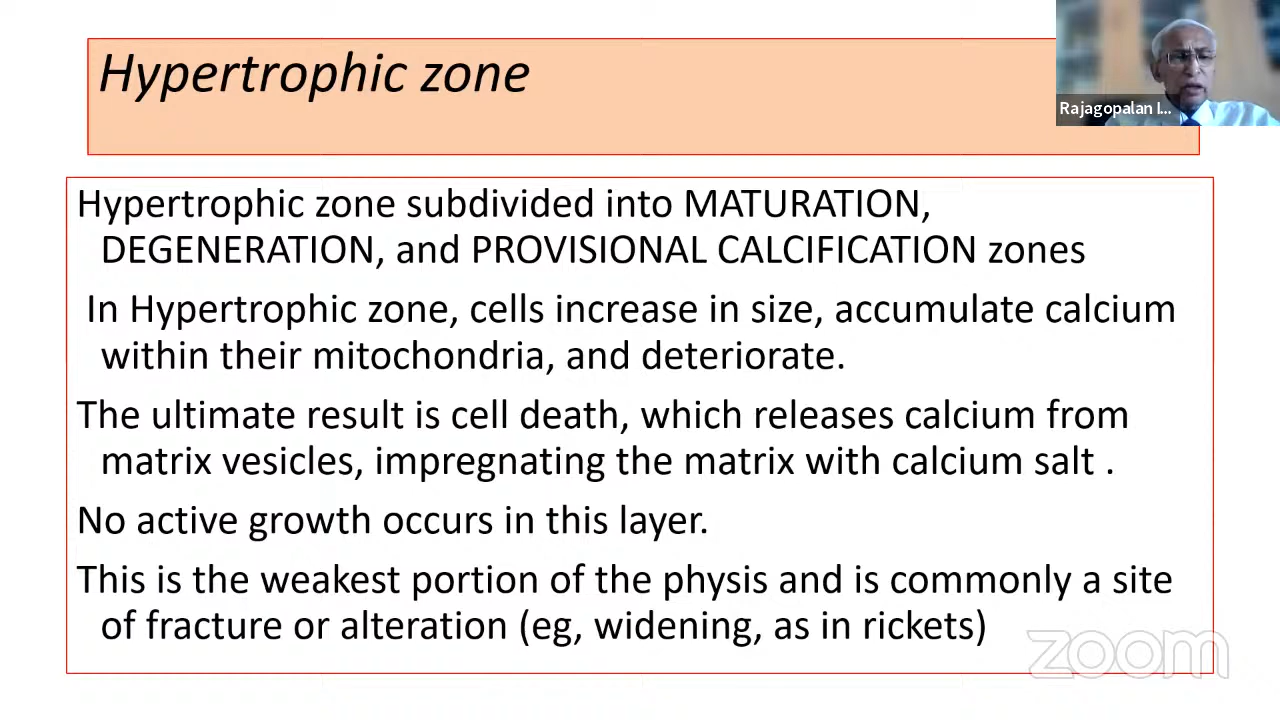 Hypertrophic zone
Rajagopalan I...
Hypertrophic zone subdivided into MATURATION,
DEGENERATION, and PROVISIONAL CALCIFICATION zones
In Hypertrophic zone, cells increase in size, accumulate calcium
within their mitochondria, and deteriorate.
The ultimate result is cell death, which releases calcium from
matrix vesicles, impregnating the matrix with calcium salt .
No active growth occurs in this layer.
This is the weakest portion of the physis and is commonly a site
of fracture or alteration (eg, widening, as in rickets)
zoom